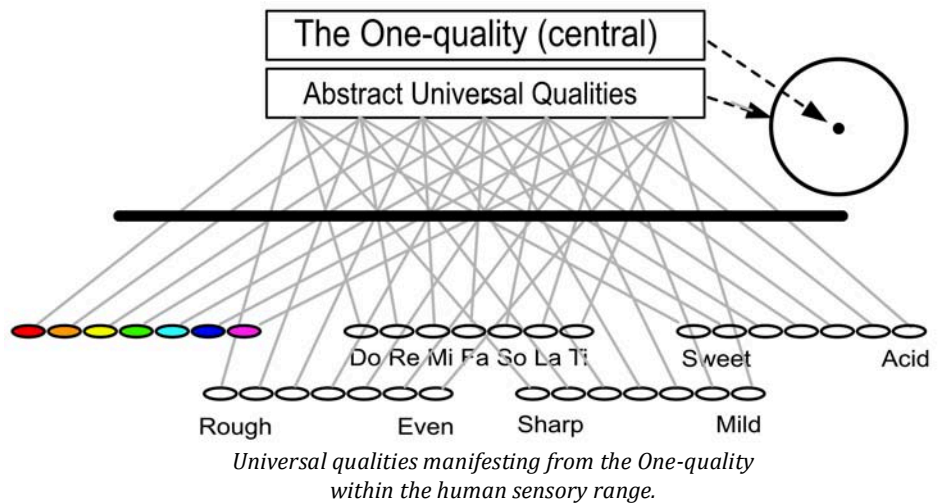 The One-quality (central)
Abstract Universal Qualities
Do Re Mi Fa So La Ti
Sweet Acid
Rough Even Sharp Mild
Universal qualities manifesting from the One-quality
within the human sensory range.